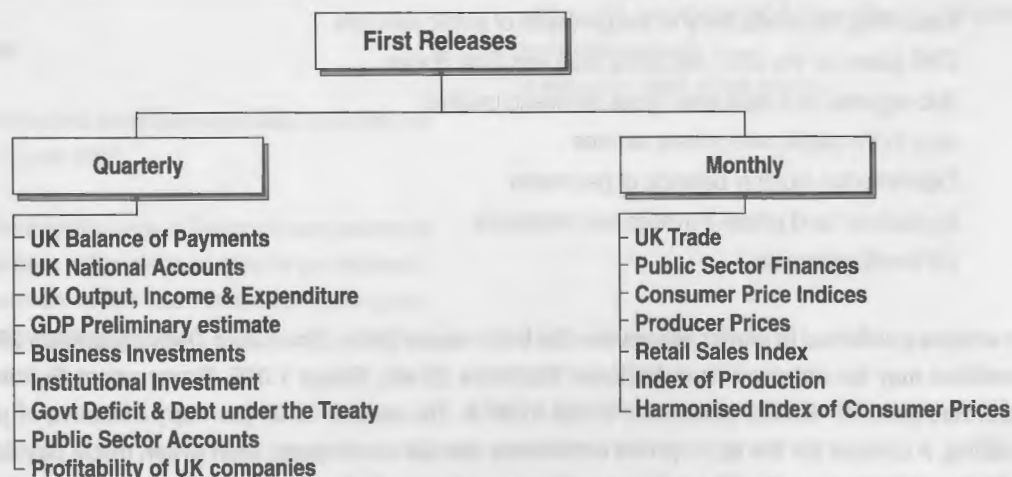 First Releases
Quarterly
UK Balance of Payments
UK National Accounts
UK Output, Income & Expenditure
GDP Preliminary estimate
Business Investments
Institutional Investment
Govt Deficit & Debt under the Treaty
Public Sector Accounts
Profitability of UK companies
Monthly
UK Trade
Public Sector Finances
Consumer Price Indices
Producer Prices
Retail Sales Index
Index of Production
Harmonised Index of Consumer Prices